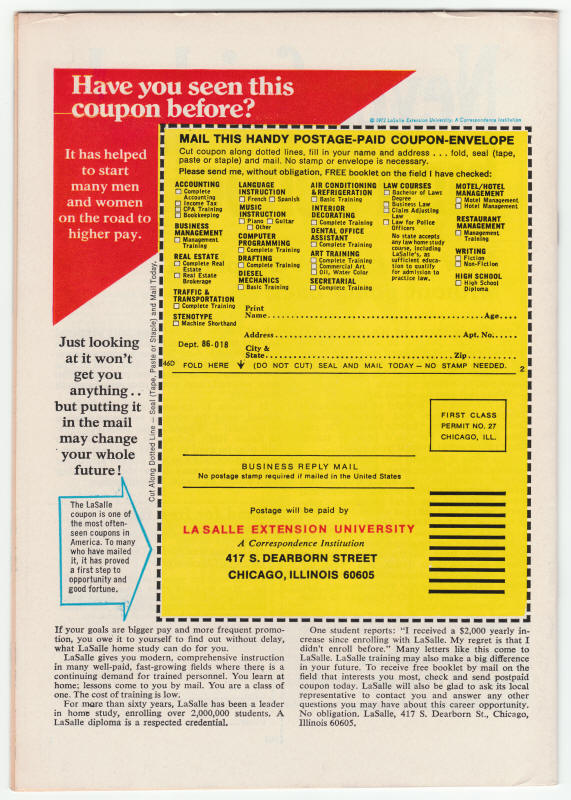 Have you seen this
coupon before?
© 1972 LaSalle Extension University, A Correspondence Institution
It has helped
to start
many men
and women
on the road to
higher pay.
MAIL THIS HANDY POSTAGE-PAID COUPON-ENVELOPE
Cut coupon along dotted lines, fill in your name and address . . . fold, seal (tape,
paste or staple) and mail. No stamp or envelope is necessary.
Please send me, without obligation, FREE booklet on the field I have checked:
ACCOUNTING
Complete
Accounting
Income Tax
CPA Training
Bookkeeping
BUSINESS
MANAGEMENT
Management
Training
REAL ESTATE
Complete Real
Estate
Real Estate
Brokerage
TRAFFIC &
TRANSPORTATION
Complete Training
STENOTYPE
Machine Shorthand
LANGUAGE
INSTRUCTION
French Spanish
MUSIC
INSTRUCTION
Piano Guitar
Other
COMPUTER
PROGRAMMING
Complete Training
DRAFTING
Complete Training
DIESEL
MECHANICS
Basic Training
AIR CONDITIONING
& REFRIGERATION
Basic Training
INTERIOR
DECORATING
Complete Training
DENTAL OFFICE
ASSISTANT
Complete Training
ART TRAINING
Complete Training
Commercial Art
Oil, Water Color
SECRETARIAL
Complete Training
LAW COURSES
Bachelor of Laws
Degree
Business Law
Claim Adjusting
Law
Law for Police
Officers
No state accepts
any law home study
course, including
LaSalle's, as
sufficient educa-
tion to qualify
for admission to
practice law.
MOTEL/HOTEL
MANAGEMENT
Motel Management
Hotel Management
RESTAURANT
MANAGEMENT
Management
Training
WRITING
Fiction
Non-Fiction
HIGH SCHOOL
High School
Diploma
Print
Name Age
Address Apt. No.
Dept. 86-018
City &
State Zip
46D FOLD HERE (DO NOT CUT) SEAL AND MAIL TODAY – NO STAMP NEEDED. 2
Cut Along Dotted Line — Seal (Tape, Paste or Staple) and Mail Today.
Just looking
at it won't
get you
anything . .
but putting it
in the mail
may change
your whole
future!
The LaSalle
coupon is one of
the most often-
seen coupons in
America. To many
who have mailed
it, it has proved
a first step to
opportunity and
good fortune.
FIRST CLASS
PERMIT NO. 27
CHICAGO, ILL.
BUSINESS REPLY MAIL
No postage stamp required if mailed in the United States
Postage will be paid by
LA SALLE EXTENSION UNIVERSITY
A Correspondence Institution
417 S. DEARBORN STREET
CHICAGO, ILLINOIS 60605
If your goals are bigger pay and more frequent promo-
tion, you owe it to yourself to find out without delay,
what LaSalle home study can do for you.
LaSalle gives you modern, comprehensive instruction
in many well-paid, fast-growing fields where there is a
continuing demand for trained personnel. You learn at
home; lessons come to you by mail. You are a class of
one. The cost of training is low.
For more than sixty years, LaSalle has been a leader
in home study, enrolling over 2,000,000 students. A
LaSalle diploma is a respected credential.
One student reports: "I received a $2,000 yearly in-
crease since enrolling with LaSalle. My regret is that I
didn't enroll before." Many letters like this come to
LaSalle. LaSalle training may also make a big difference
in your future. To receive free booklet by mail on the
field that interests you most, check and send postpaid
coupon today. LaSalle will also be glad to ask its local
representative to contact you and answer any other
questions you may have about this career opportunity.
No obligation. LaSalle, 417 S. Dearborn St., Chicago,
Illinois 60605.